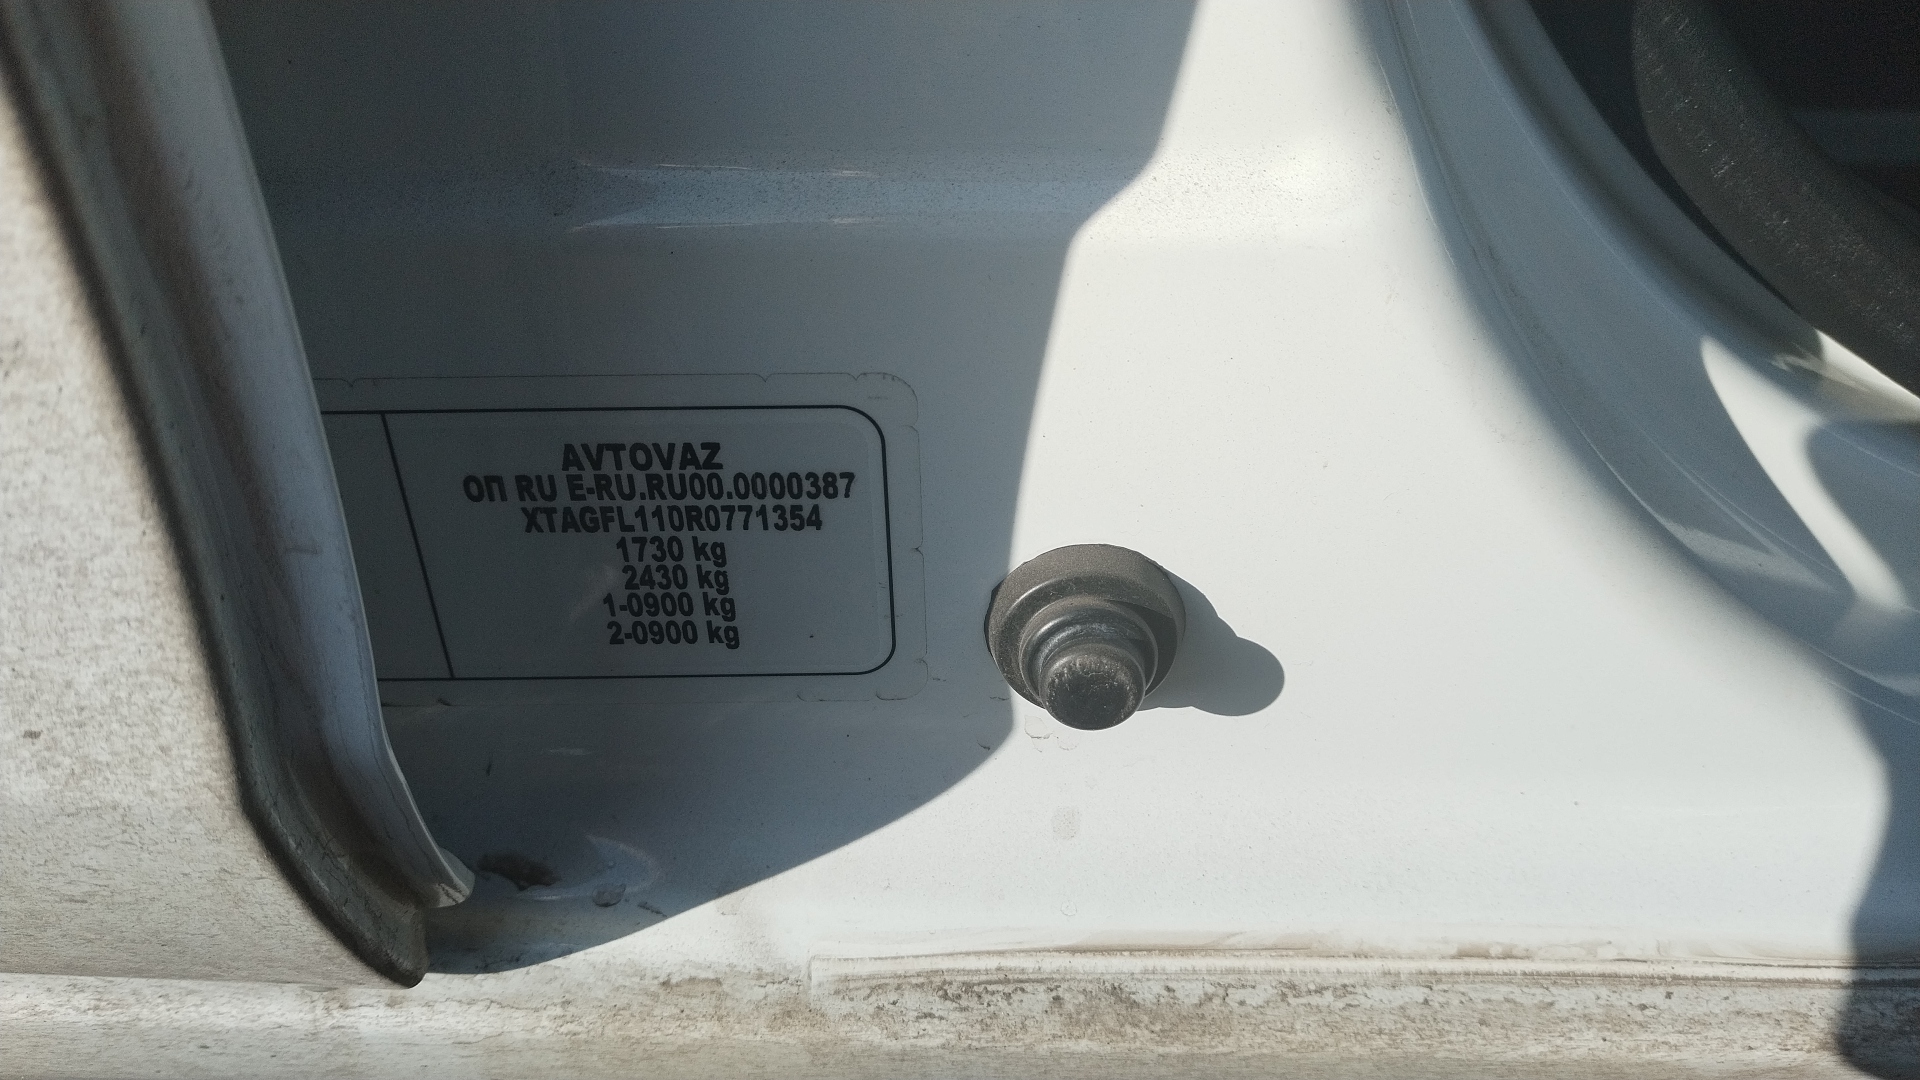 AVTOVAZ
ОП RU E-RU.RU00.0000387
XTAGFL110R0771354
1730 kg
2430 kg
1-0900 kg
2-0900 kg